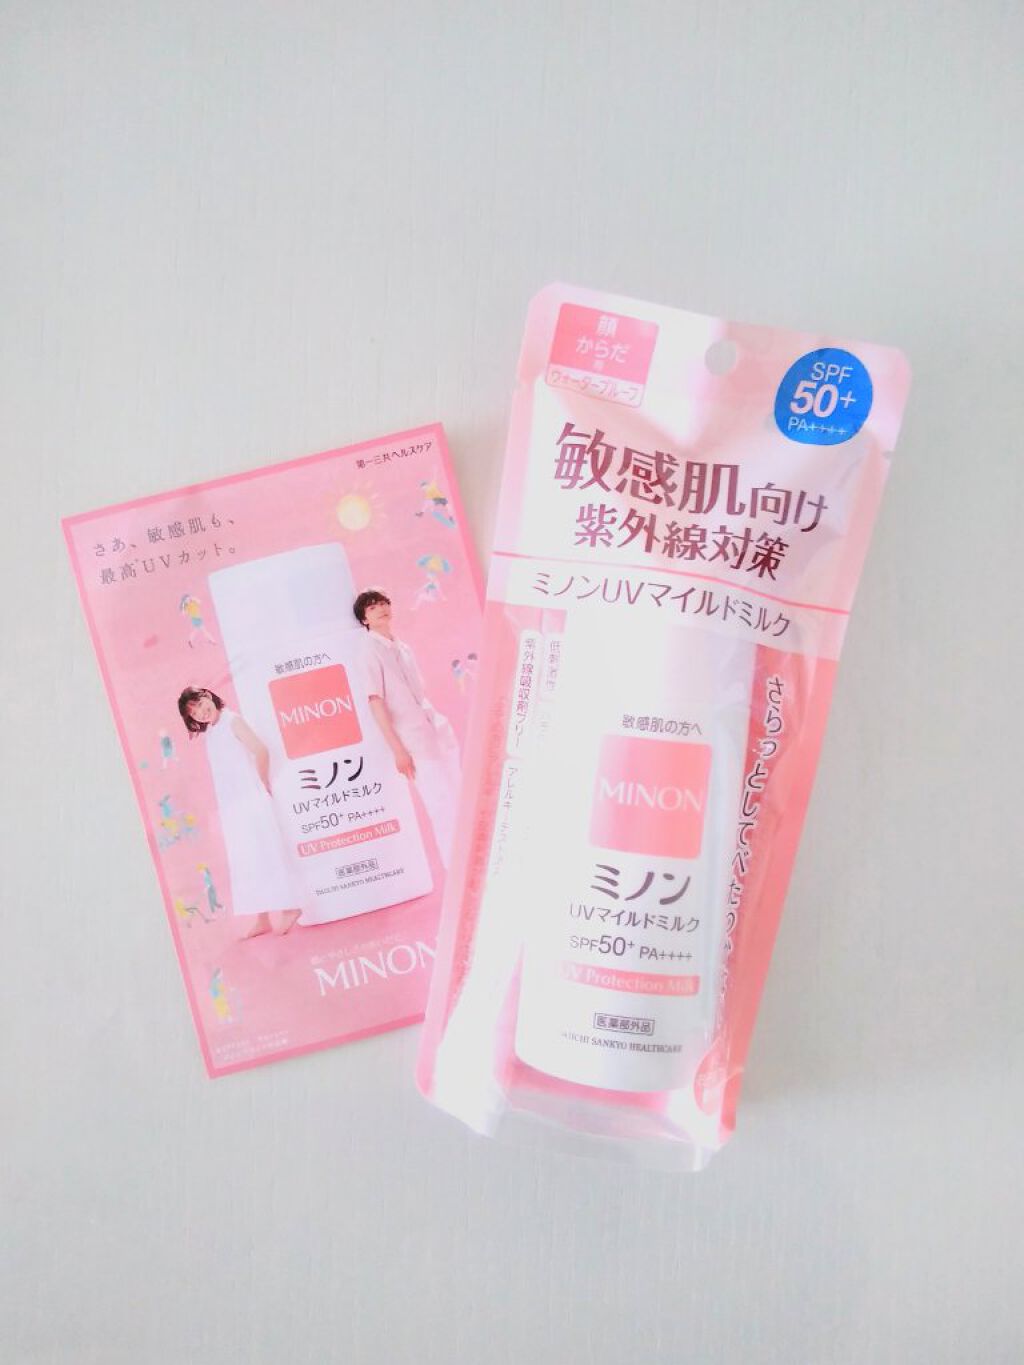 第一三共ヘルスケア
さあ、敏感肌も、
最高*UVカット。
敏感肌の方へ
MINON
ミノン
UVマイルドミルク
SPF50+ PA++++
UV Protection Milk
医薬部外品
DAIICHI SANKYO HEALTHCARE
MINON
顔
からだ
用
ウォータープルーフ
SPF
50+
PA++++
敏感肌向け
紫外線対策
ミノンUVマイルドミルク
低刺激性
紫外線吸収剤フリー
さらっとしてべたつ
敏感肌の方へ
MINON
ミノン
UVマイルドミルク
SPF50+ PA++++
UV Protection Milk
医薬部外品
DAIICHI SANKYO HEALTHCARE